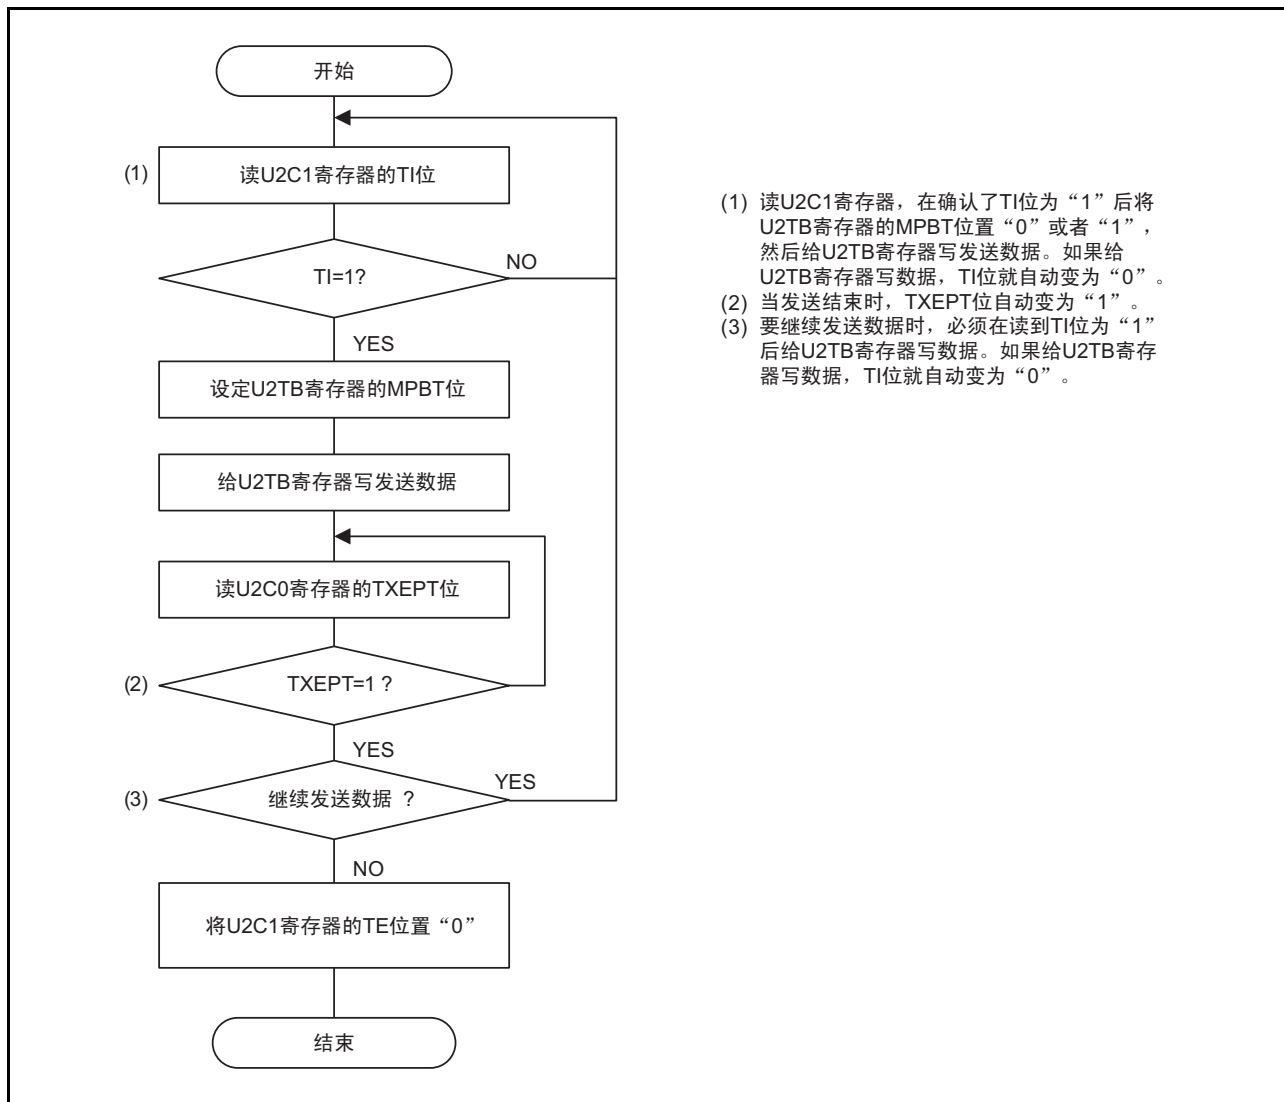 开始
(1) 读U2C1寄存器的TI位
TI=1?
NO
YES
设定U2TB寄存器的MPBT位
给U2TB寄存器写发送数据
读U2C0寄存器的TXEPT位
(2) TXEPT=1 ?
YES
(3) 继续发送数据 ?
YES
NO
将U2C1寄存器的TE位置“0”
结束
(1) 读U2C1寄存器，在确认了TI位为“1”后将
U2TB寄存器的MPBT位置“0”或者“1”，
然后给U2TB寄存器写发送数据。如果给
U2TB寄存器写数据，TI位就自动变为“0”。
(2) 当发送结束时，TXEPT位自动变为“1”。
(3) 要继续发送数据时，必须在读到TI位为“1”
后给U2TB寄存器写数据。如果给U2TB寄存
器写数据，TI位就自动变为“0”。